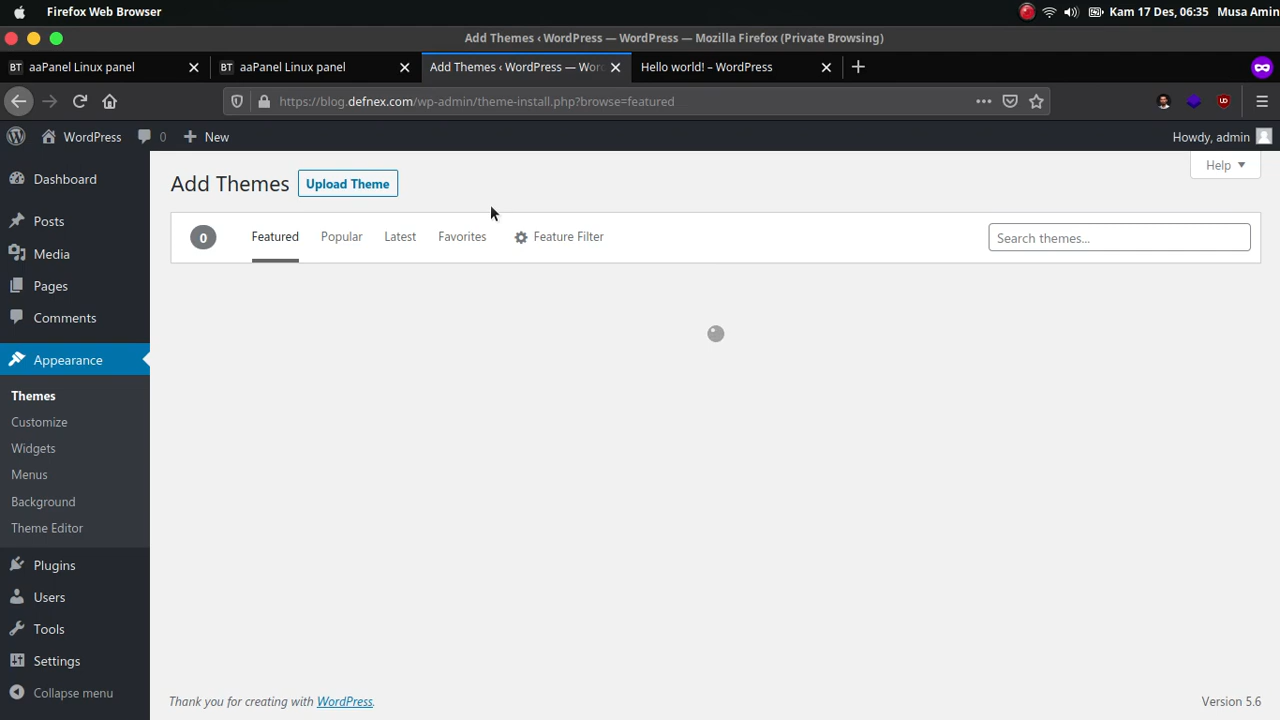 Firefox Web Browser
Kam 17 Des, 06:35 Musa Amin
Add Themes ‹ WordPress — WordPress — Mozilla Firefox (Private Browsing)
BT aaPanel Linux panel
BT aaPanel Linux panel
Add Themes ‹ WordPress — Wor
Hello world! – WordPress
https://blog.defnex.com/wp-admin/theme-install.php?browse=featured
WordPress 0 New
Howdy, admin
Help
Add Themes Upload Theme
0 Featured Popular Latest Favorites Feature Filter
Search themes...
Dashboard
Posts
Media
Pages
Comments
Appearance
Themes
Customize
Widgets
Menus
Background
Theme Editor
Plugins
Users
Tools
Settings
Collapse menu
Thank you for creating with WordPress.
Version 5.6